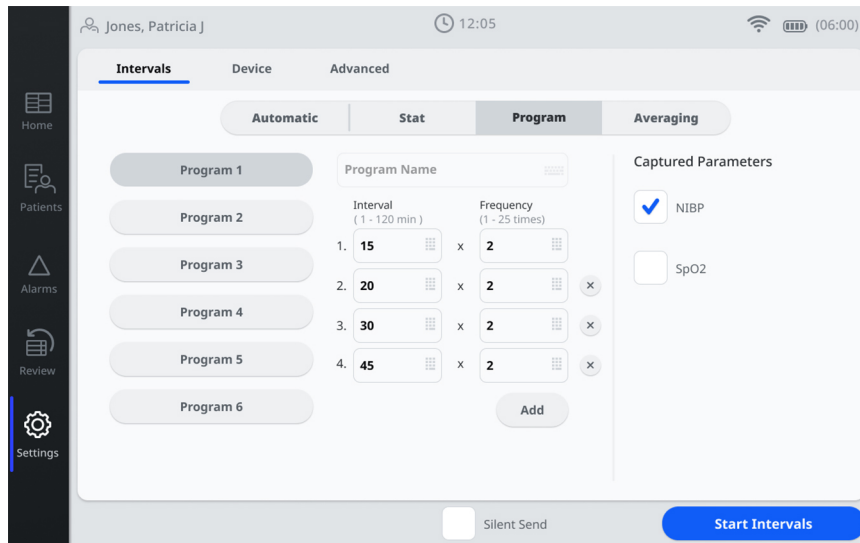 Jones, Patricia J 12:05 (06:00)
Intervals Device Advanced
Home
Patients
Alarms
Review
Settings
Automatic Stat Program Averaging
Program 1
Program 2
Program 3
Program 4
Program 5
Program 6
Program Name
Interval Frequency
( 1 - 120 min ) (1 - 25 times)
1. 15 x 2
2. 20 x 2 ×
3. 30 x 2 ×
4. 45 x 2 ×
Add
Captured Parameters
NIBP
SpO2
Silent Send Start Intervals